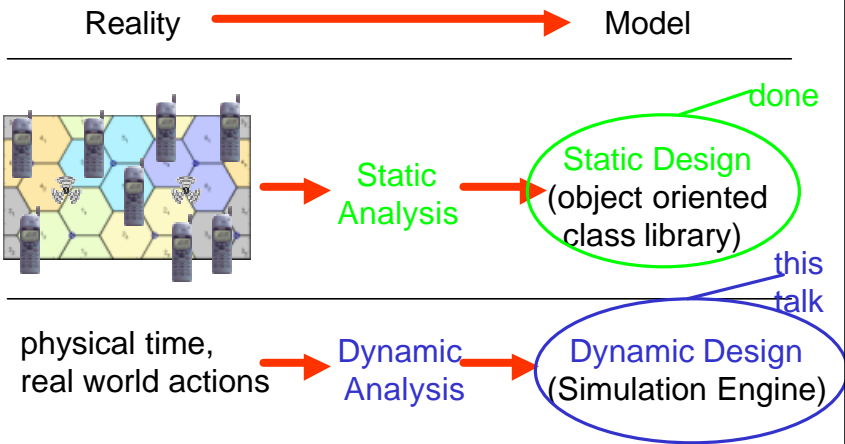 Reality
Model
done
Static
Analysis
Static Design
(object oriented
class library)
this
talk
physical time,
real world actions
Dynamic
Analysis
Dynamic Design
(Simulation Engine)